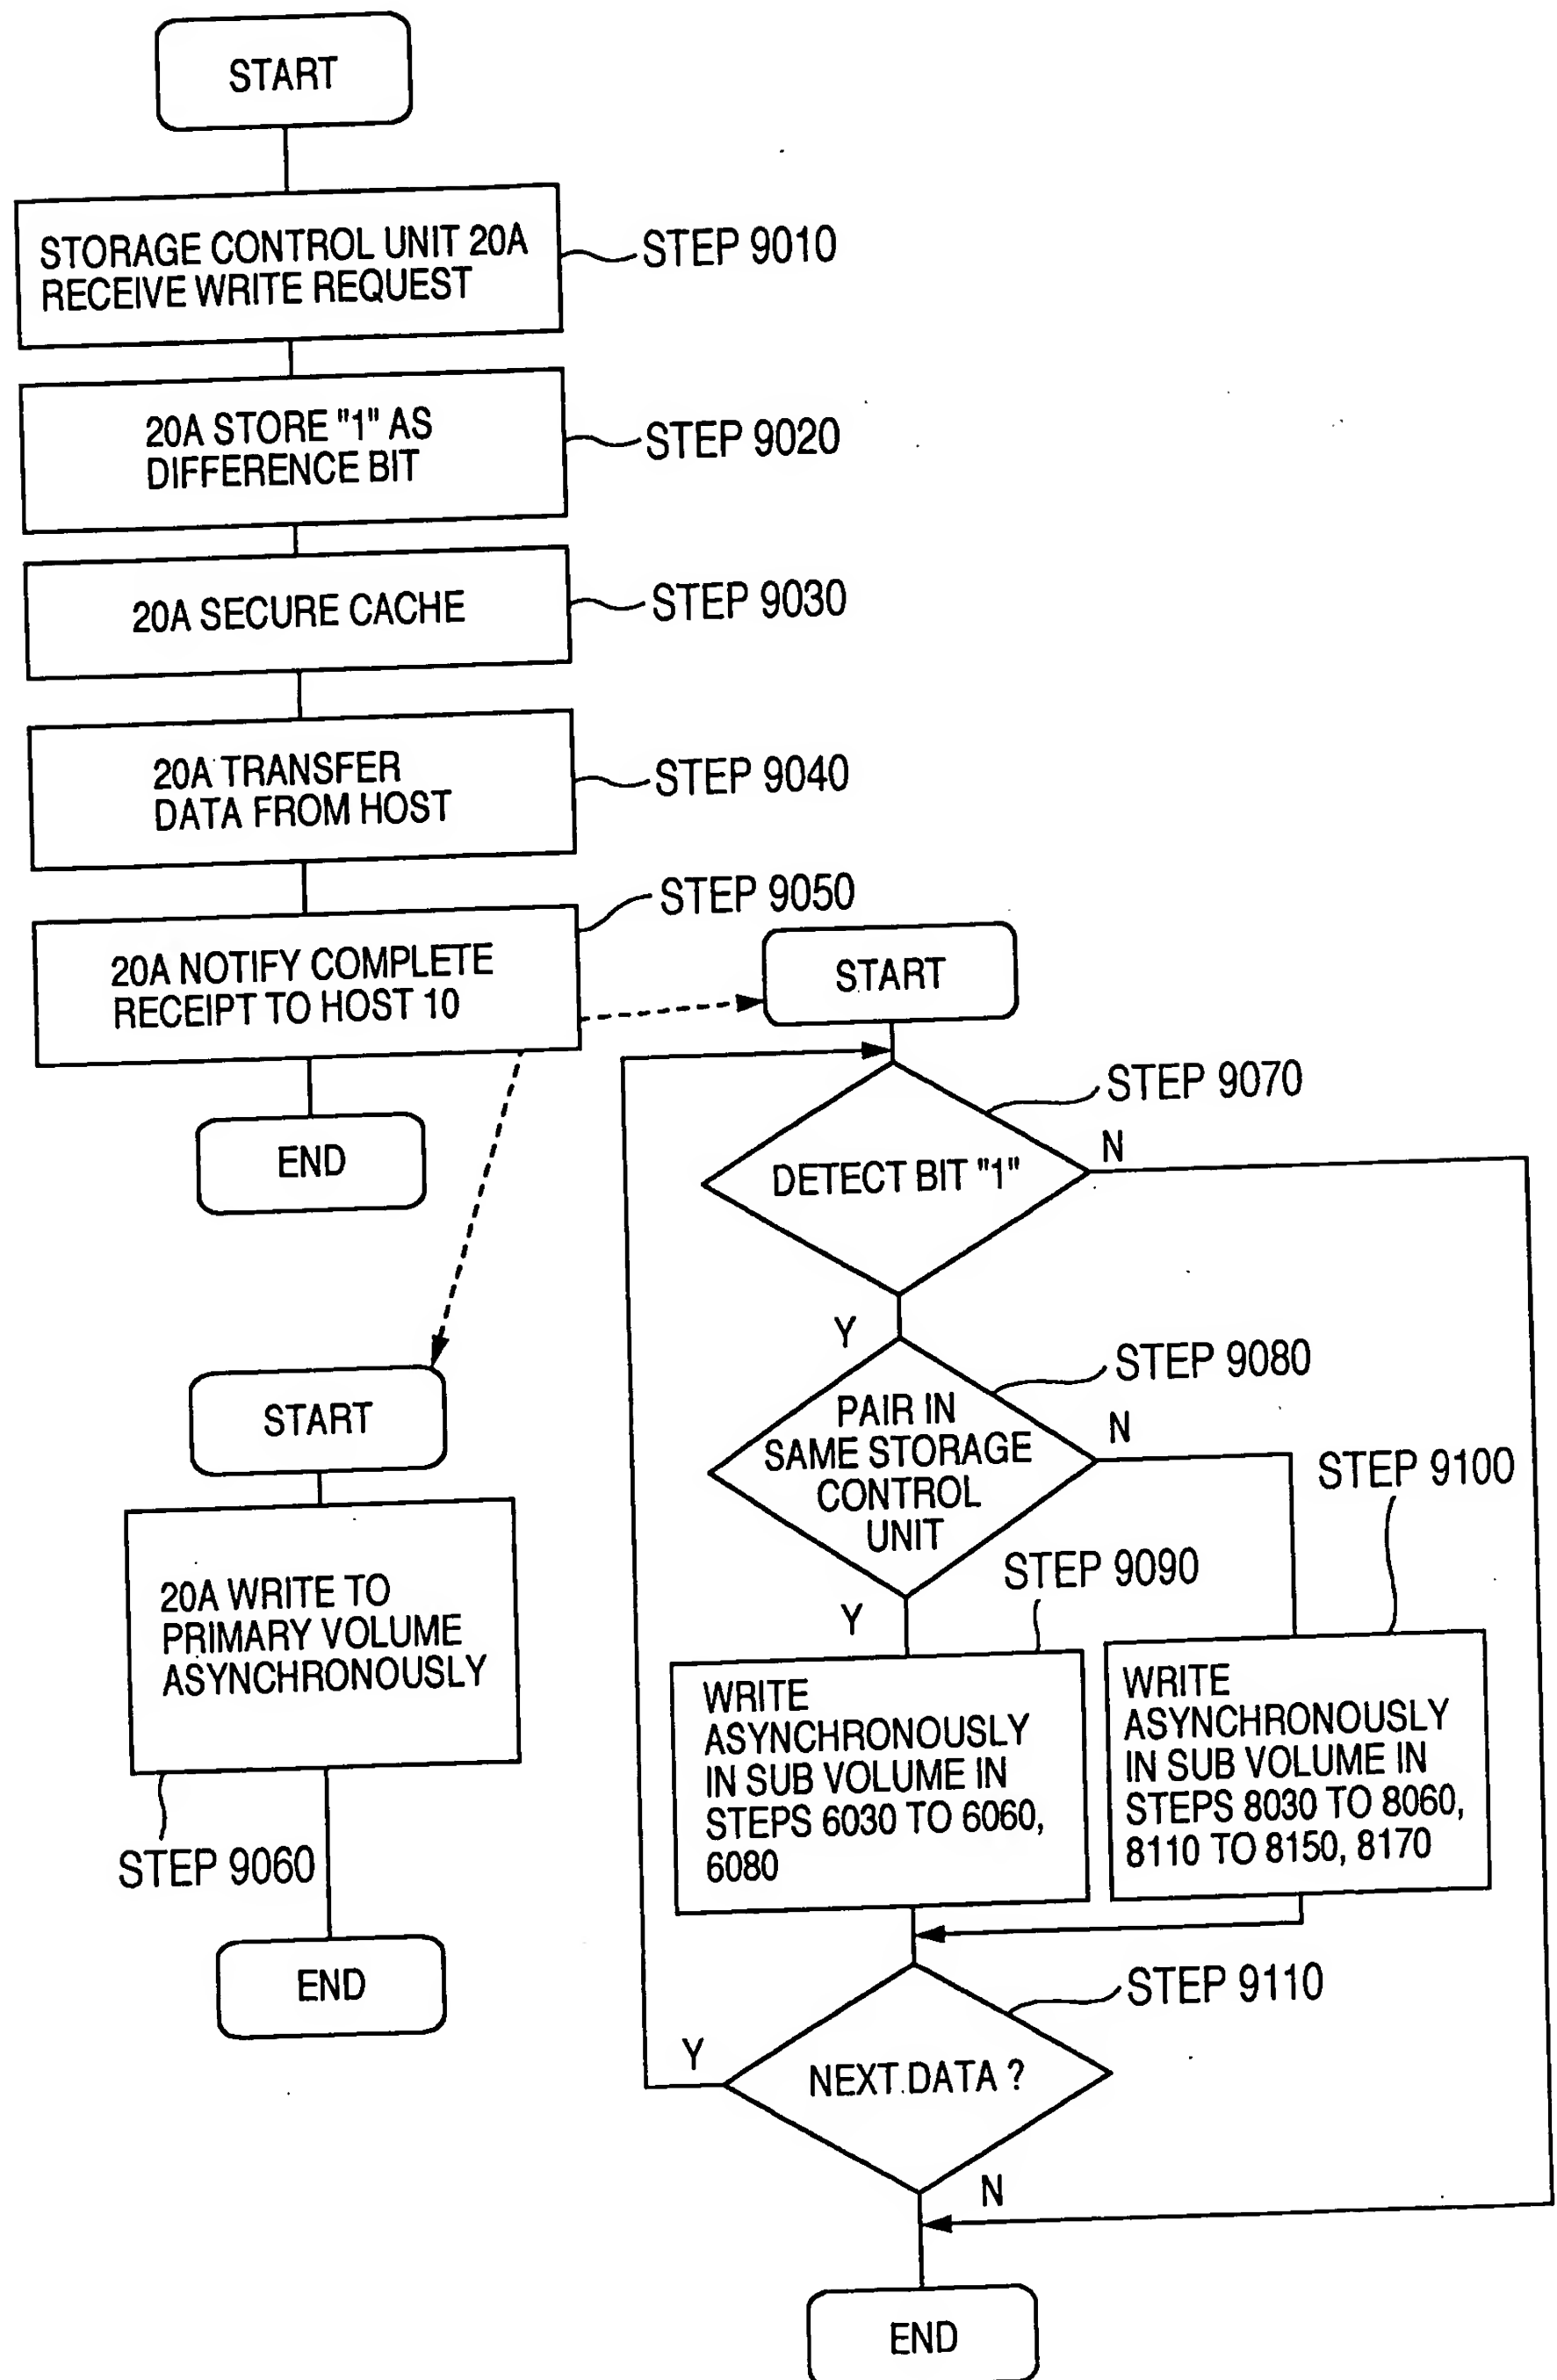 START
STORAGE CONTROL UNIT 20A
RECEIVE WRITE REQUEST
STEP 9010
20A STORE "1" AS
DIFFERENCE BIT
STEP 9020
20A SECURE CACHE
STEP 9030
20A TRANSFER
DATA FROM HOST
STEP 9040
20A NOTIFY COMPLETE
RECEIPT TO HOST 10
STEP 9050
END
START
20A WRITE TO
PRIMARY VOLUME
ASYNCHRONOUSLY
STEP 9060
END
START
DETECT BIT "1"
STEP 9070
N
Y
PAIR IN
SAME STORAGE
CONTROL
UNIT
STEP 9080
N
Y
STEP 9090
WRITE
ASYNCHRONOUSLY
IN SUB VOLUME IN
STEPS 6030 TO 6060,
6080
STEP 9100
WRITE
ASYNCHRONOUSLY
IN SUB VOLUME IN
STEPS 8030 TO 8060,
8110 TO 8150, 8170
NEXT DATA ?
STEP 9110
Y
N
END